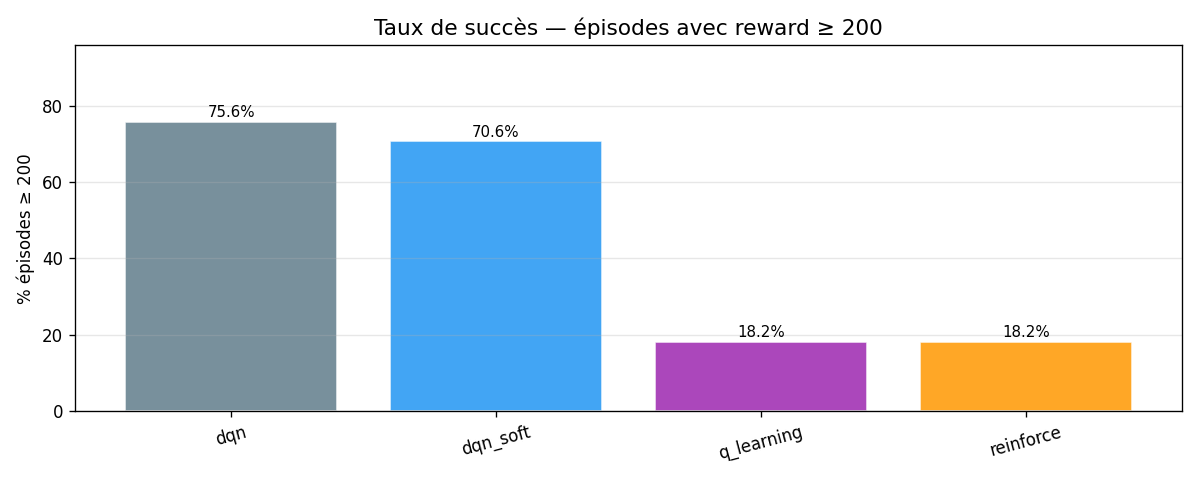 Taux de succès — épisodes avec reward ≥ 200
% épisodes ≥ 200
80
60
40
20
0
75.6%
70.6%
18.2%
18.2%
dqn
dqn_soft
q_learning
reinforce